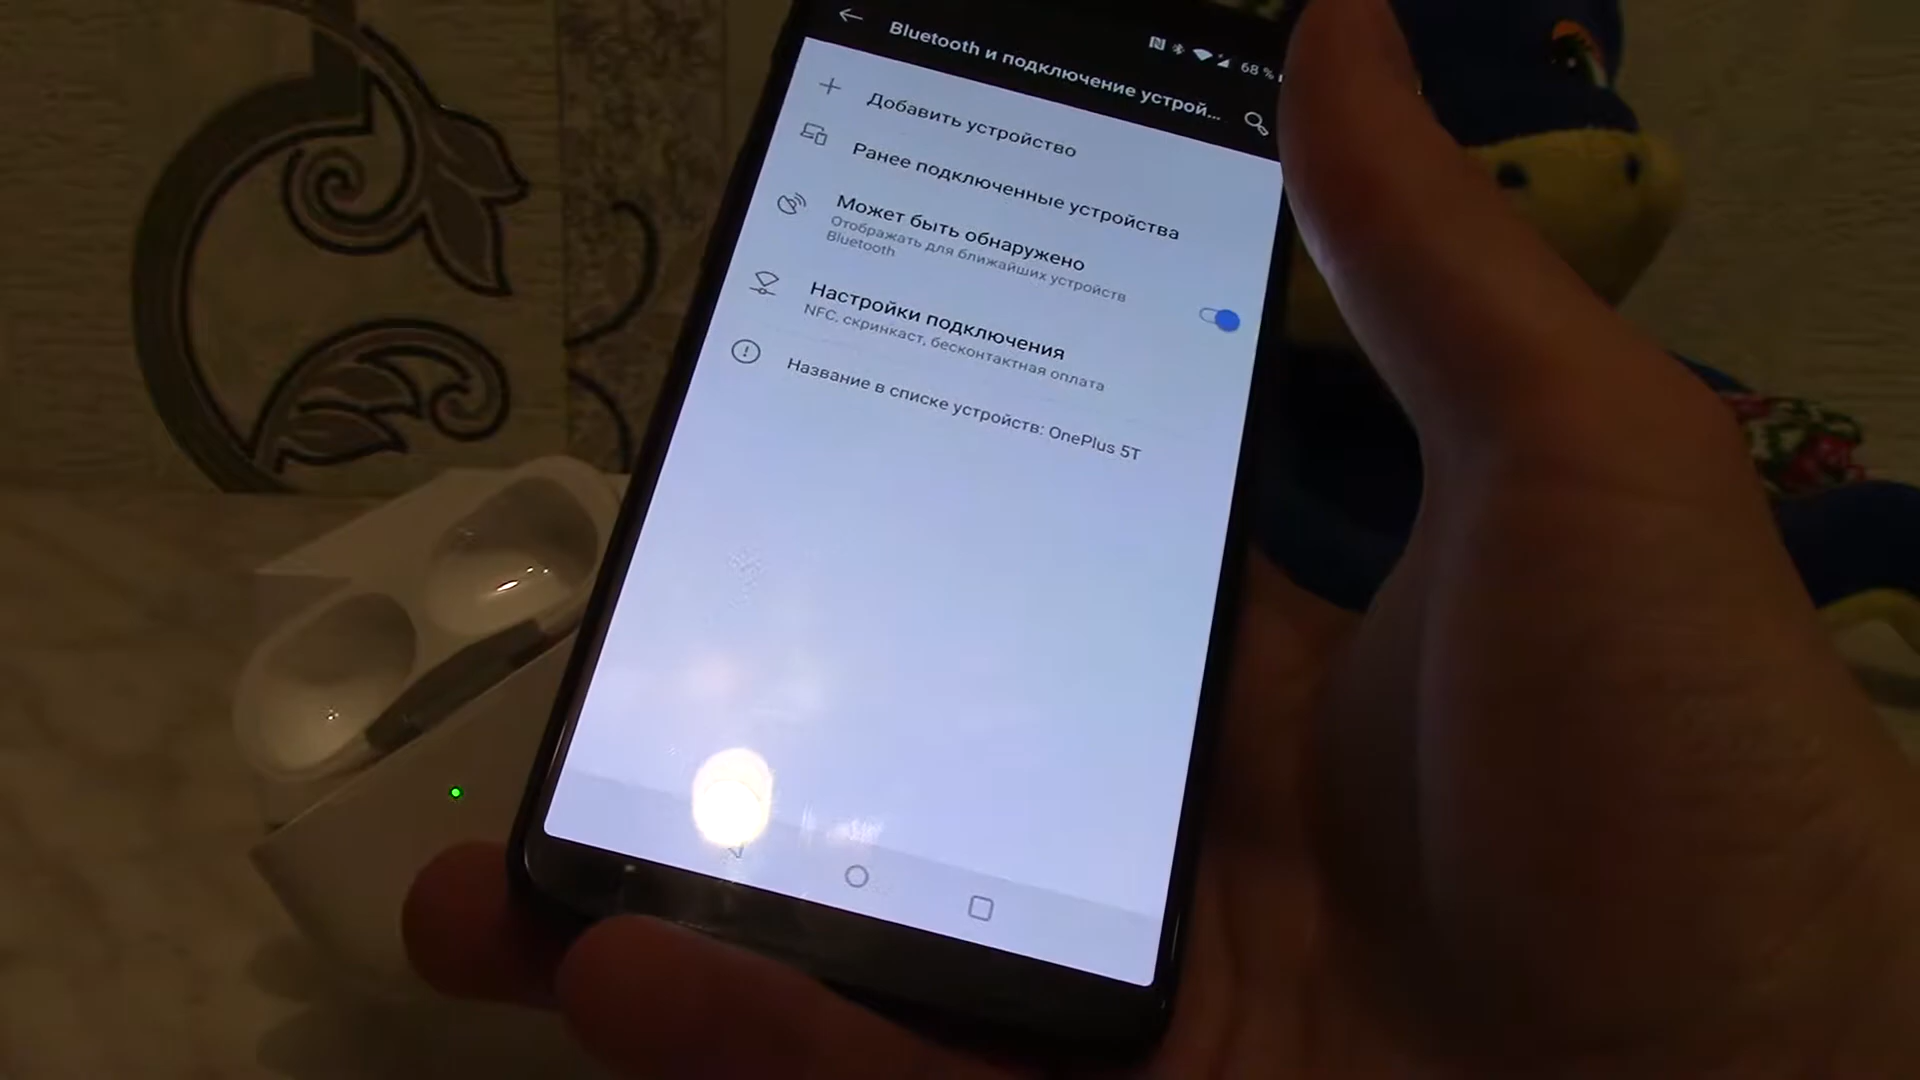 68 %
Bluetooth и подключение устрой...
Добавить устройство
Ранее подключенные устройства
Может быть обнаружено
Отображать для ближайших устройств
Bluetooth
Настройки подключения
NFC, скринкаст, бесконтактная оплата
Название в списке устройств: OnePlus 5T